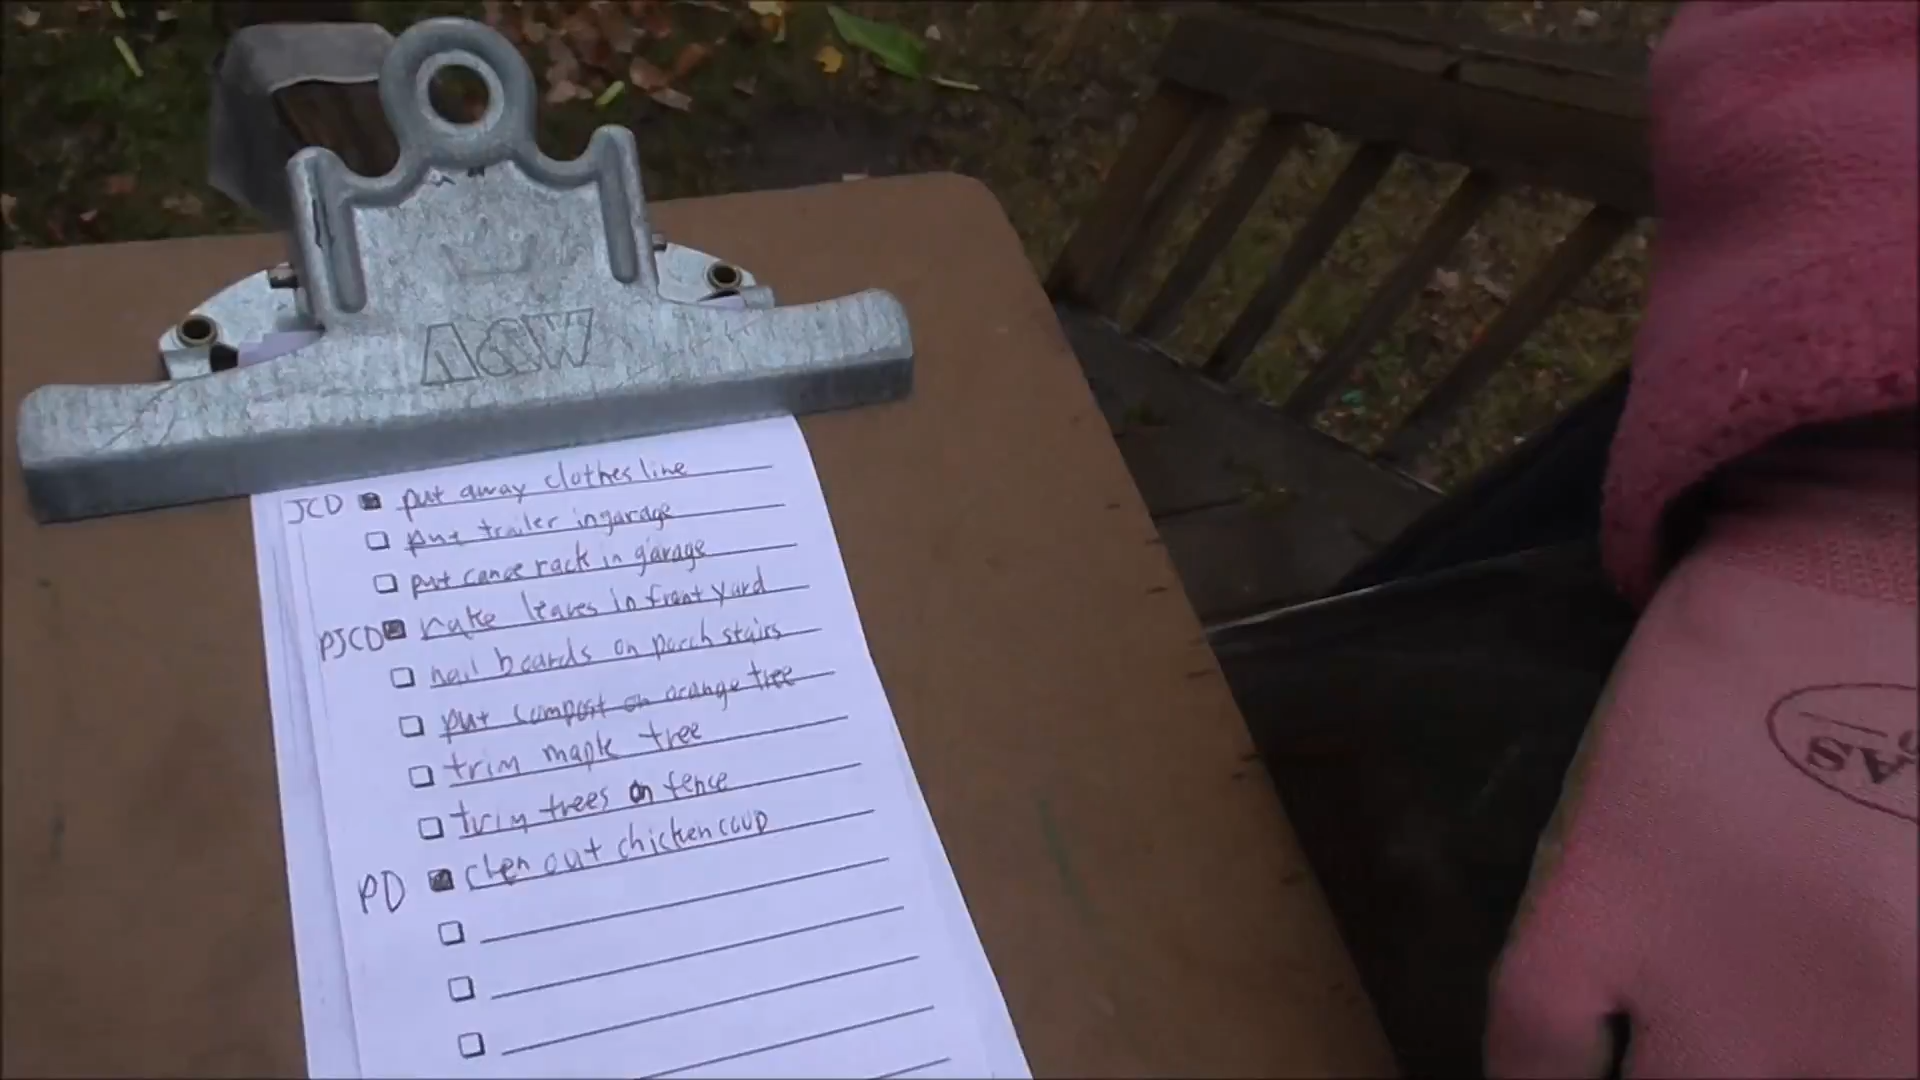 JCD put away clothes line
put trailer in garage
put canoe rack in garage
PJCD rake leaves in front yard
nail boards on porch stairs
put compost on orange tree
trim maple tree
trim trees on fence
PD clen out chicken coup